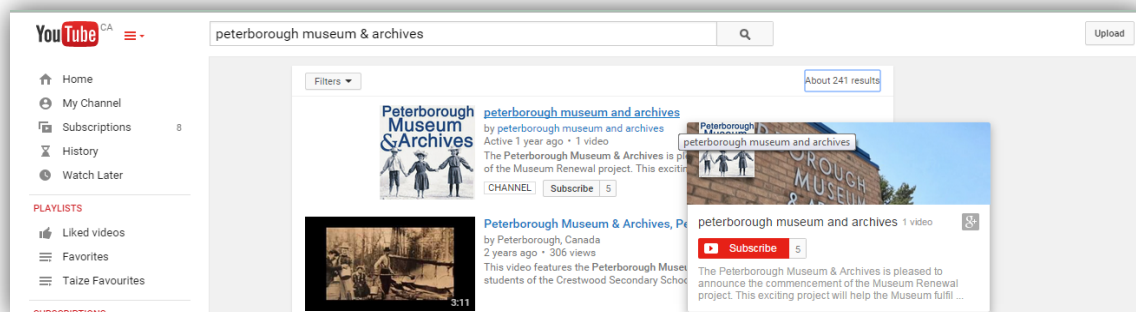 YouTube CA
peterborough museum & archives
Upload
Home
My Channel
Subscriptions 8
History
Watch Later
PLAYLISTS
Liked videos
Favorites
Taize Favourites
Filters
About 241 results
Peterborough
Museum
&Archives
peterborough museum and archives
by peterborough museum and archives
Active 1 year ago • 1 video
The Peterborough Museum & Archives is
of the Museum Renewal project. This
CHANNEL Subscribe 5
Peterborough Museum & Archives,
by Peterborough, Canada
2 years ago • 306 views
This video features the Peterborough
students of the Crestwood Secondary
3:11
Peterborough
peterborough museum and archives
OROUGH
MUSEUM
peterborough museum and archives 1 video
g+
Subscribe 5
The Peterborough Museum & Archives is pleased to
announce the commencement of the Museum Renewal
project. This exciting project will help the Museum fulfil ...